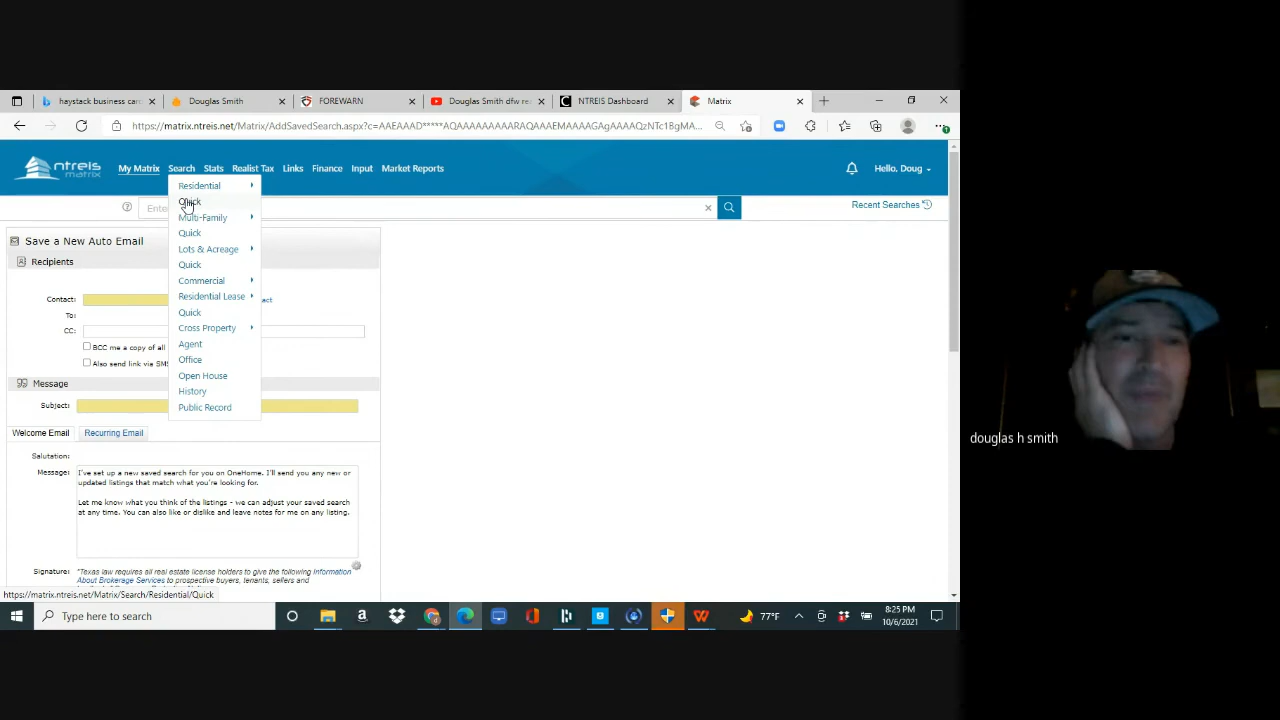 haystack business car
Douglas Smith
FOREWARN
Douglas Smith dfw re
NTREIS Dashboard
Matrix
https://matrix.ntreis.net/Matrix/AddSavedSearch.aspx?c=AAEAAAD*****AQAAAAAAAAARAQAAAEMAAAAGAgAAAAQzNTc1BgMA...
ntreis matrix
My Matrix Search Stats Realist Tax Links Finance Input Market Reports
Hello, Doug
Residential
Quick
Multi-Family
Quick
Lots & Acreage
Quick
Commercial
Residential Lease
Quick
Cross Property
Agent
Office
Open House
History
Public Record
Recent Searches
Save a New Auto Email
Recipients
Contact:
To:
CC:
BCC me a copy of all
Also send link via SMS
Message
Subject:
Welcome Email Recurring Email
Salutation:
Message:
I've set up a new saved search for you on OneHome. I'll send you any new or
updated listings that match what you're looking for.
Let me know what you think of the listings - we can adjust your saved search
at any time. You can also like or dislike and leave notes for me on any listing.
Signature:
*Texas law requires all real estate license holders to give the following Information
About Brokerage Services to prospective buyers, tenants, sellers and
https://matrix.ntreis.net/Matrix/Search/Residential/Quick
Type here to search
77°F
8:25 PM
10/6/2021
douglas h smith